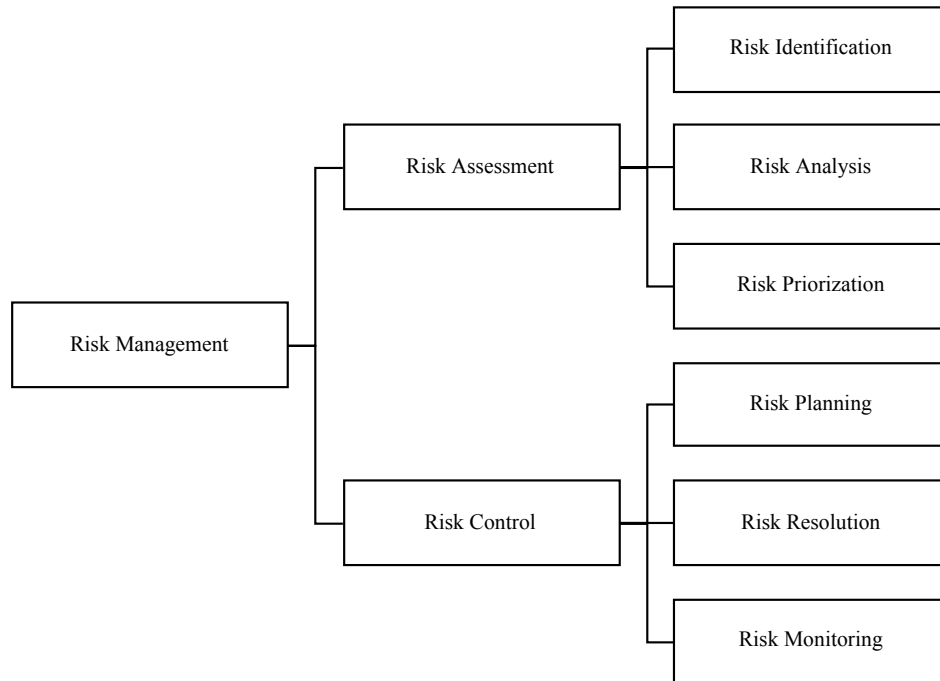 Risk Identification
Risk Assessment
Risk Analysis
Risk Priorization
Risk Management
Risk Planning
Risk Control
Risk Resolution
Risk Monitoring